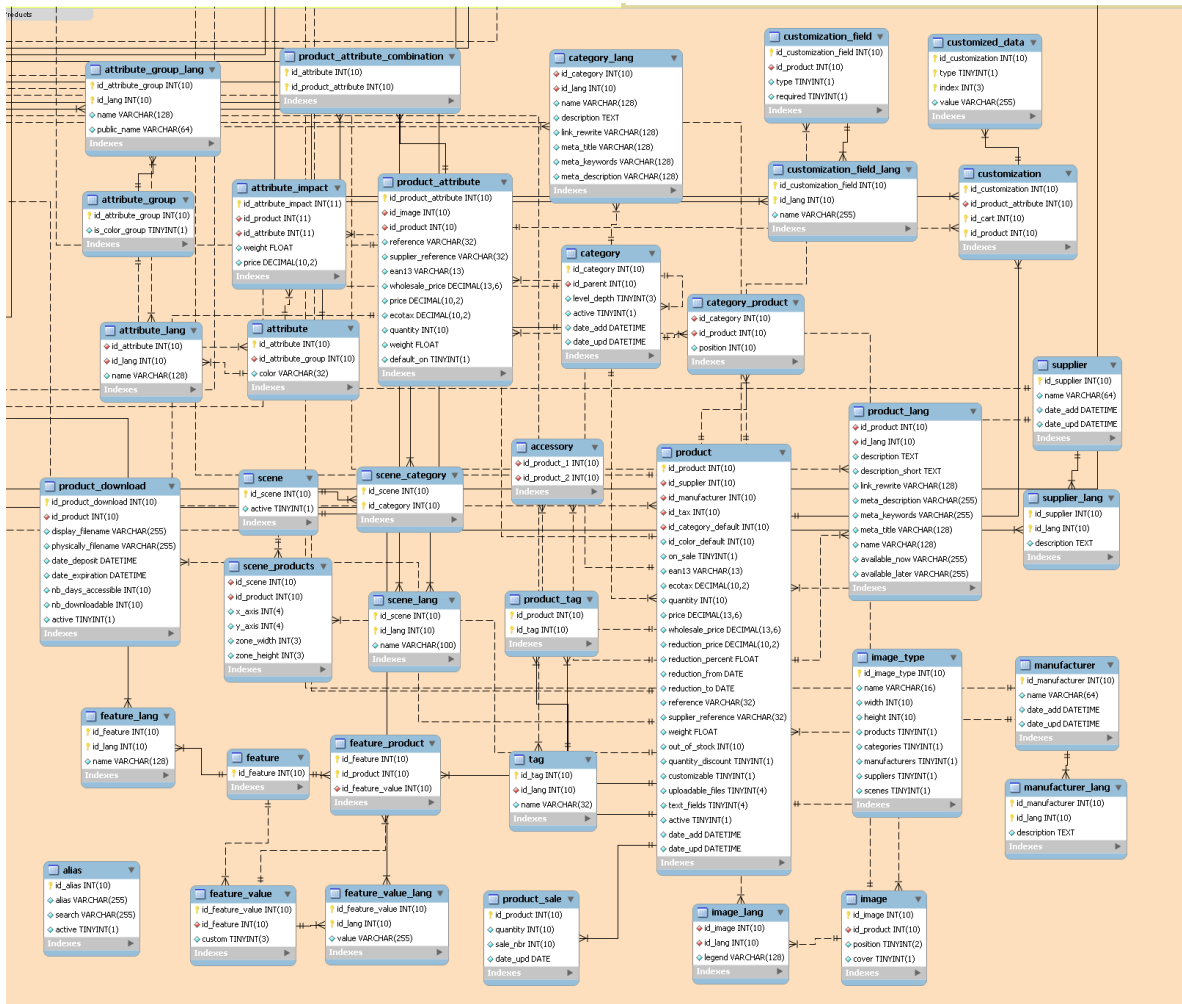 Products
attribute_group_lang
id_attribute_group INT(10)
id_lang INT(10)
name VARCHAR(128)
public_name VARCHAR(64)
Indexes
product_attribute_combination
id_attribute INT(10)
id_product_attribute INT(10)
Indexes
category_lang
id_category INT(10)
id_lang INT(10)
name VARCHAR(128)
description TEXT
link_rewrite VARCHAR(128)
meta_title VARCHAR(128)
meta_keywords VARCHAR(128)
meta_description VARCHAR(128)
Indexes
customization_field
id_customization_field INT(10)
id_product INT(10)
type TINYINT(1)
required TINYINT(1)
Indexes
customized_data
id_customization INT(10)
type TINYINT(1)
index INT(3)
value VARCHAR(255)
Indexes
attribute_group
id_attribute_group INT(10)
is_color_group TINYINT(1)
Indexes
attribute_impact
id_attribute_impact INT(11)
id_product INT(11)
id_attribute INT(11)
weight FLOAT
price DECIMAL(10,2)
Indexes
product_attribute
id_product_attribute INT(10)
id_image INT(10)
id_product INT(10)
reference VARCHAR(32)
supplier_reference VARCHAR(32)
ean13 VARCHAR(13)
wholesale_price DECIMAL(13,6)
price DECIMAL(10,2)
ecotax DECIMAL(10,2)
quantity INT(10)
weight FLOAT
default_on TINYINT(1)
Indexes
customization_field_lang
id_customization_field INT(10)
id_lang INT(10)
name VARCHAR(255)
Indexes
customization
id_customization INT(10)
id_product_attribute INT(10)
id_cart INT(10)
id_product INT(10)
Indexes
category
id_category INT(10)
id_parent INT(10)
level_depth TINYINT(3)
active TINYINT(1)
date_add DATETIME
date_upd DATETIME
Indexes
category_product
id_category INT(10)
id_product INT(10)
position INT(10)
Indexes
attribute_lang
id_attribute INT(10)
id_lang INT(10)
name VARCHAR(128)
Indexes
attribute
id_attribute INT(10)
id_attribute_group INT(10)
color VARCHAR(32)
Indexes
supplier
id_supplier INT(10)
name VARCHAR(64)
date_add DATETIME
date_upd DATETIME
Indexes
product_lang
id_product INT(10)
id_lang INT(10)
description TEXT
description_short TEXT
link_rewrite VARCHAR(128)
meta_description VARCHAR(255)
meta_keywords VARCHAR(255)
meta_title VARCHAR(128)
name VARCHAR(128)
available_now VARCHAR(255)
available_later VARCHAR(255)
Indexes
product_download
id_product_download INT(10)
id_product INT(10)
display_filename VARCHAR(255)
physically_filename VARCHAR(255)
date_deposit DATETIME
date_expiration DATETIME
nb_days_accessible INT(10)
nb_downloadable INT(10)
active TINYINT(1)
Indexes
scene
id_scene INT(10)
active TINYINT(1)
Indexes
scene_category
id_scene INT(10)
id_category INT(10)
Indexes
accessory
id_product_1 INT(10)
id_product_2 INT(10)
Indexes
product
id_product INT(10)
id_supplier INT(10)
id_manufacturer INT(10)
id_tax INT(10)
id_category_default INT(10)
id_color_default INT(10)
on_sale TINYINT(1)
ean13 VARCHAR(13)
ecotax DECIMAL(10,2)
quantity INT(10)
price DECIMAL(13,6)
wholesale_price DECIMAL(13,6)
reduction_price DECIMAL(10,2)
reduction_percent FLOAT
reduction_from DATE
reduction_to DATE
reference VARCHAR(32)
supplier_reference VARCHAR(32)
weight FLOAT
out_of_stock INT(10)
quantity_discount TINYINT(1)
customizable TINYINT(1)
uploadable_files TINYINT(4)
text_fields TINYINT(4)
active TINYINT(1)
date_add DATETIME
date_upd DATETIME
Indexes
supplier_lang
id_supplier INT(10)
id_lang INT(10)
description TEXT
Indexes
scene_products
id_scene INT(10)
id_product INT(10)
x_axis INT(4)
y_axis INT(4)
zone_width INT(3)
zone_height INT(3)
Indexes
scene_lang
id_scene INT(10)
id_lang INT(10)
name VARCHAR(100)
Indexes
product_tag
id_product INT(10)
id_tag INT(10)
Indexes
image_type
id_image_type INT(10)
name VARCHAR(16)
width INT(10)
height INT(10)
products TINYINT(1)
categories TINYINT(1)
manufacturers TINYINT(1)
suppliers TINYINT(1)
scenes TINYINT(1)
Indexes
manufacturer
id_manufacturer INT(10)
name VARCHAR(64)
date_add DATETIME
date_upd DATETIME
Indexes
feature_lang
id_feature INT(10)
id_lang INT(10)
name VARCHAR(128)
Indexes
feature
id_feature INT(10)
Indexes
feature_product
id_feature INT(10)
id_product INT(10)
id_feature_value INT(10)
Indexes
tag
id_tag INT(10)
id_lang INT(10)
name VARCHAR(32)
Indexes
manufacturer_lang
id_manufacturer INT(10)
id_lang INT(10)
description TEXT
Indexes
alias
id_alias INT(10)
alias VARCHAR(255)
search VARCHAR(255)
active TINYINT(1)
Indexes
feature_value
id_feature_value INT(10)
id_feature INT(10)
custom TINYINT(3)
Indexes
feature_value_lang
id_feature_value INT(10)
id_lang INT(10)
value VARCHAR(255)
Indexes
product_sale
id_product INT(10)
quantity INT(10)
sale_nbr INT(10)
date_upd DATE
Indexes
image_lang
id_image INT(10)
id_lang INT(10)
legend VARCHAR(128)
Indexes
image
id_image INT(10)
id_product INT(10)
position TINYINT(2)
cover TINYINT(1)
Indexes